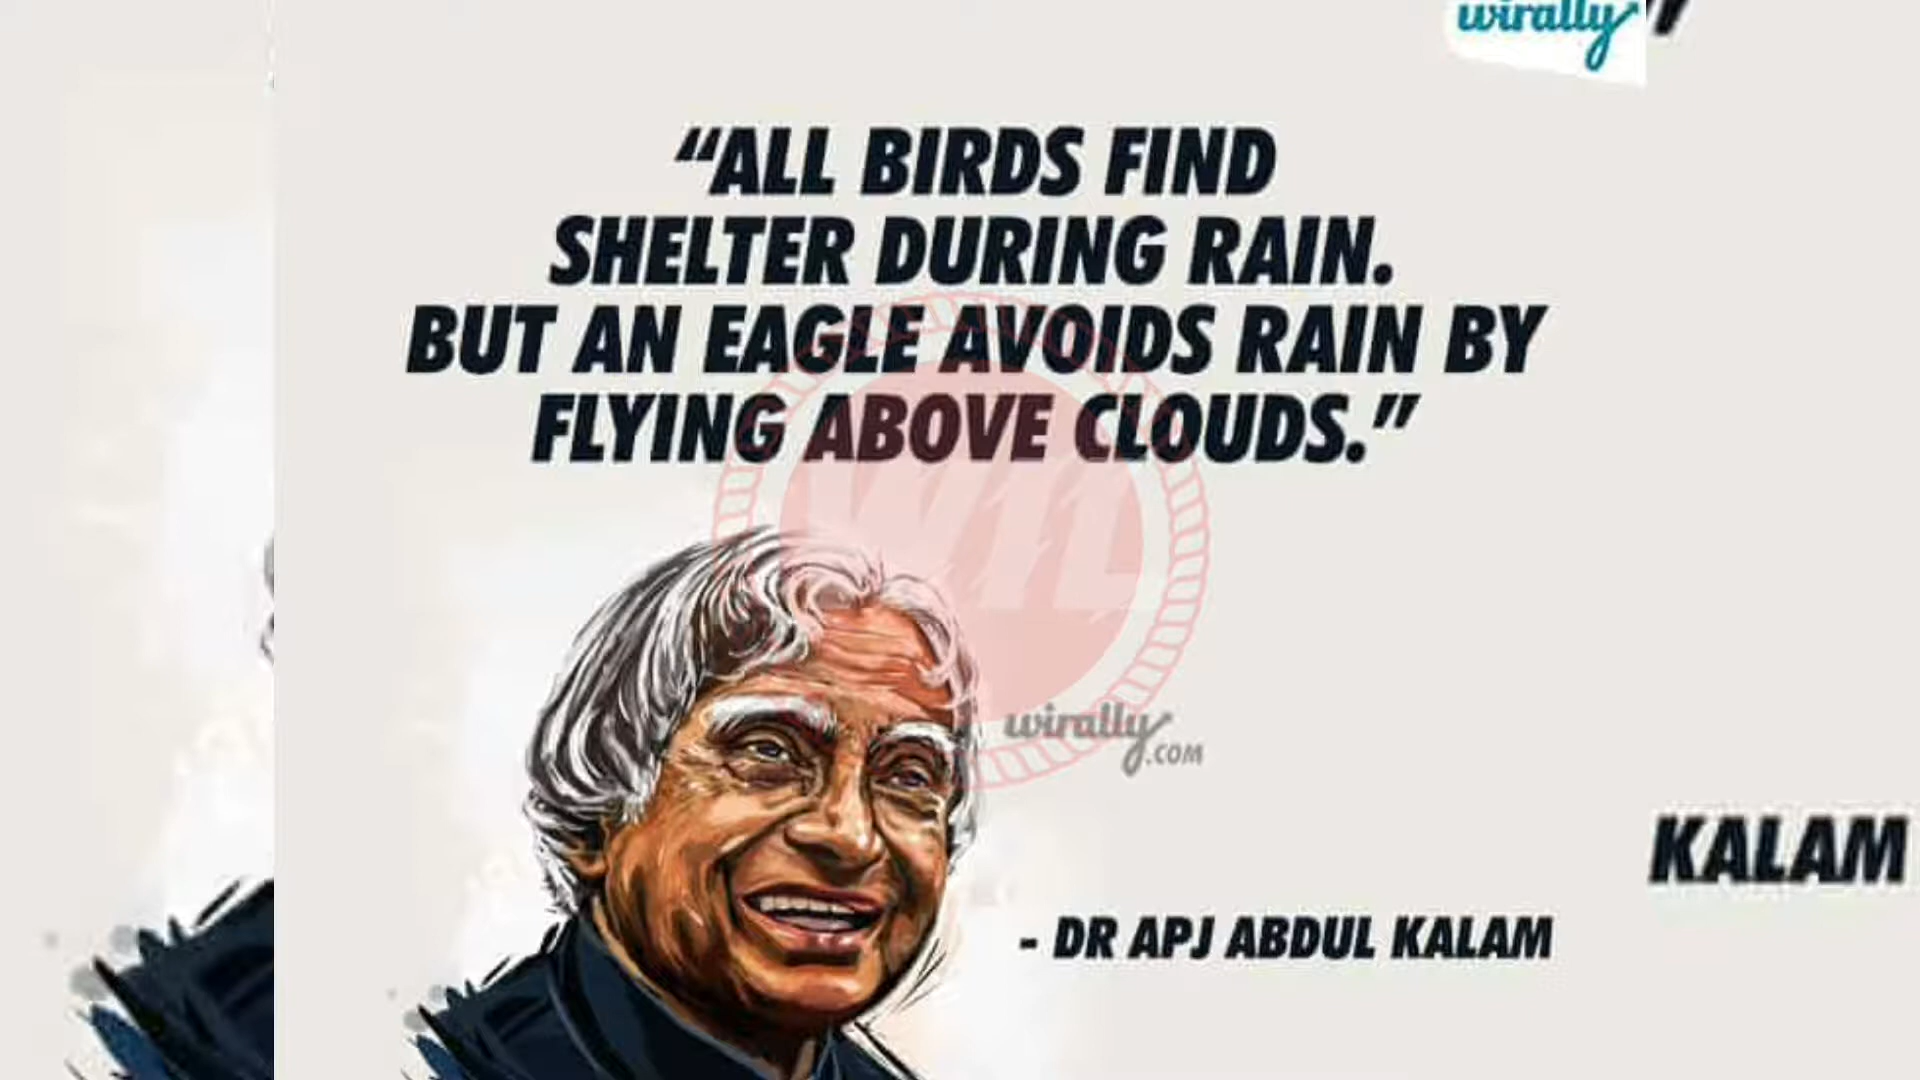 wirally
“ALL BIRDS FIND
SHELTER DURING RAIN.
BUT AN EAGLE AVOIDS RAIN BY
FLYING ABOVE CLOUDS.”
WIL
wirally
.COM
KALAM
- DR APJ ABDUL KALAM